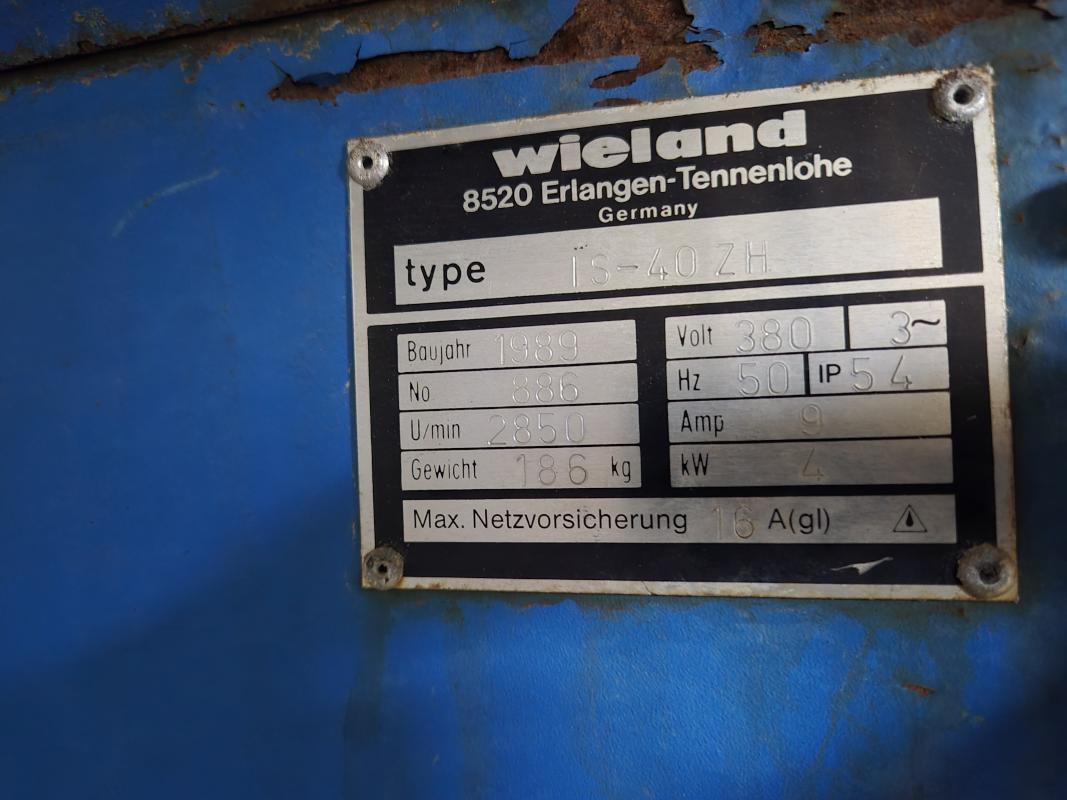 wieland
8520 Erlangen-Tennenlohe
Germany
type TS-40 ZH
Baujahr 1989
No 886
U/min 2850
Gewicht 186 kg
Volt 380 3~
Hz 50 IP 54
Amp 9
kW 4
Max. Netzvorsicherung 16 A(gl)